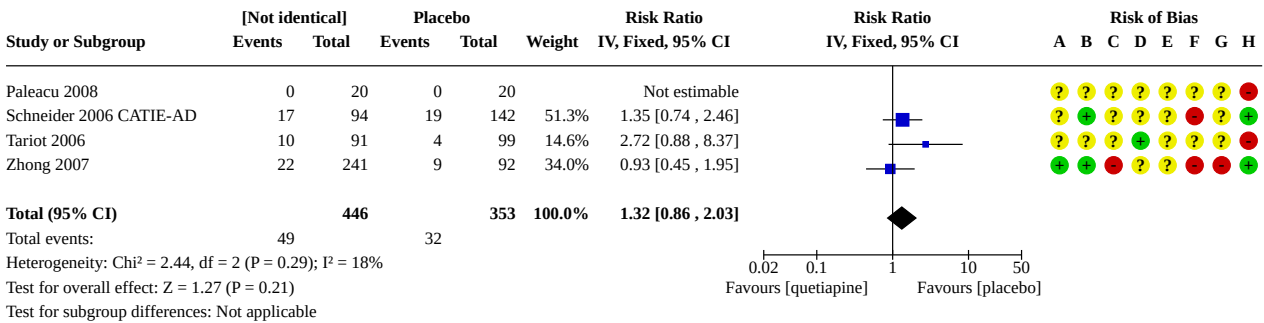 [Not identical] Placebo Risk Ratio Risk Ratio Risk of Bias
Study or Subgroup Events Total Events Total Weight IV, Fixed, 95% CI IV, Fixed, 95% CI A B C D E F G H
Paleacu 2008 0 20 0 20 Not estimable ? ? ? ? ? ? ? -
Schneider 2006 CATIE-AD 17 94 19 142 51.3% 1.35 [0.74 , 2.46] ? + ? ? ? - ? +
Tariot 2006 10 91 4 99 14.6% 2.72 [0.88 , 8.37] ? ? ? + ? ? ? -
Zhong 2007 22 241 9 92 34.0% 0.93 [0.45 , 1.95] + + - ? ? - - +
Total (95% CI) 446 353 100.0% 1.32 [0.86 , 2.03]
Total events: 49 32
Heterogeneity: Chi² = 2.44, df = 2 (P = 0.29); I² = 18%
0.02 0.1 1 10 50
Test for overall effect: Z = 1.27 (P = 0.21) Favours [quetiapine] Favours [placebo]
Test for subgroup differences: Not applicable